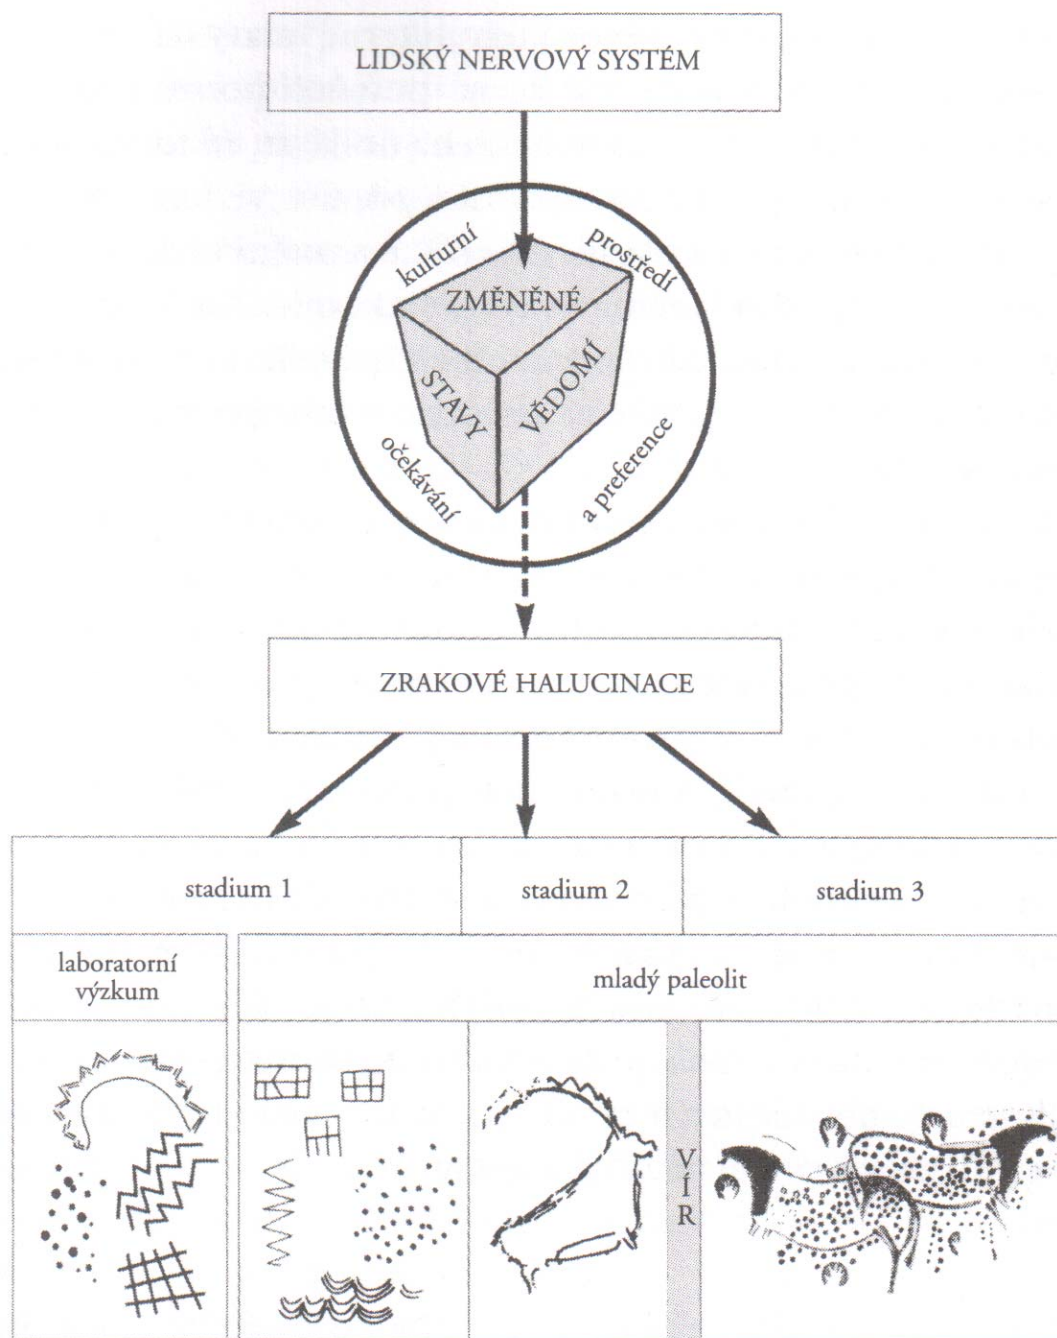 LIDSKÝ NERVOVÝ SYSTÉM
kulturní
prostředí
ZMĚNĚNÉ
STAVY
VĚDOMÍ
očekávání
a preference
ZRAKOVÉ HALUCINACE
stadium 1
stadium 2
stadium 3
laboratorní
výzkum
mladý paleolit
VÍR